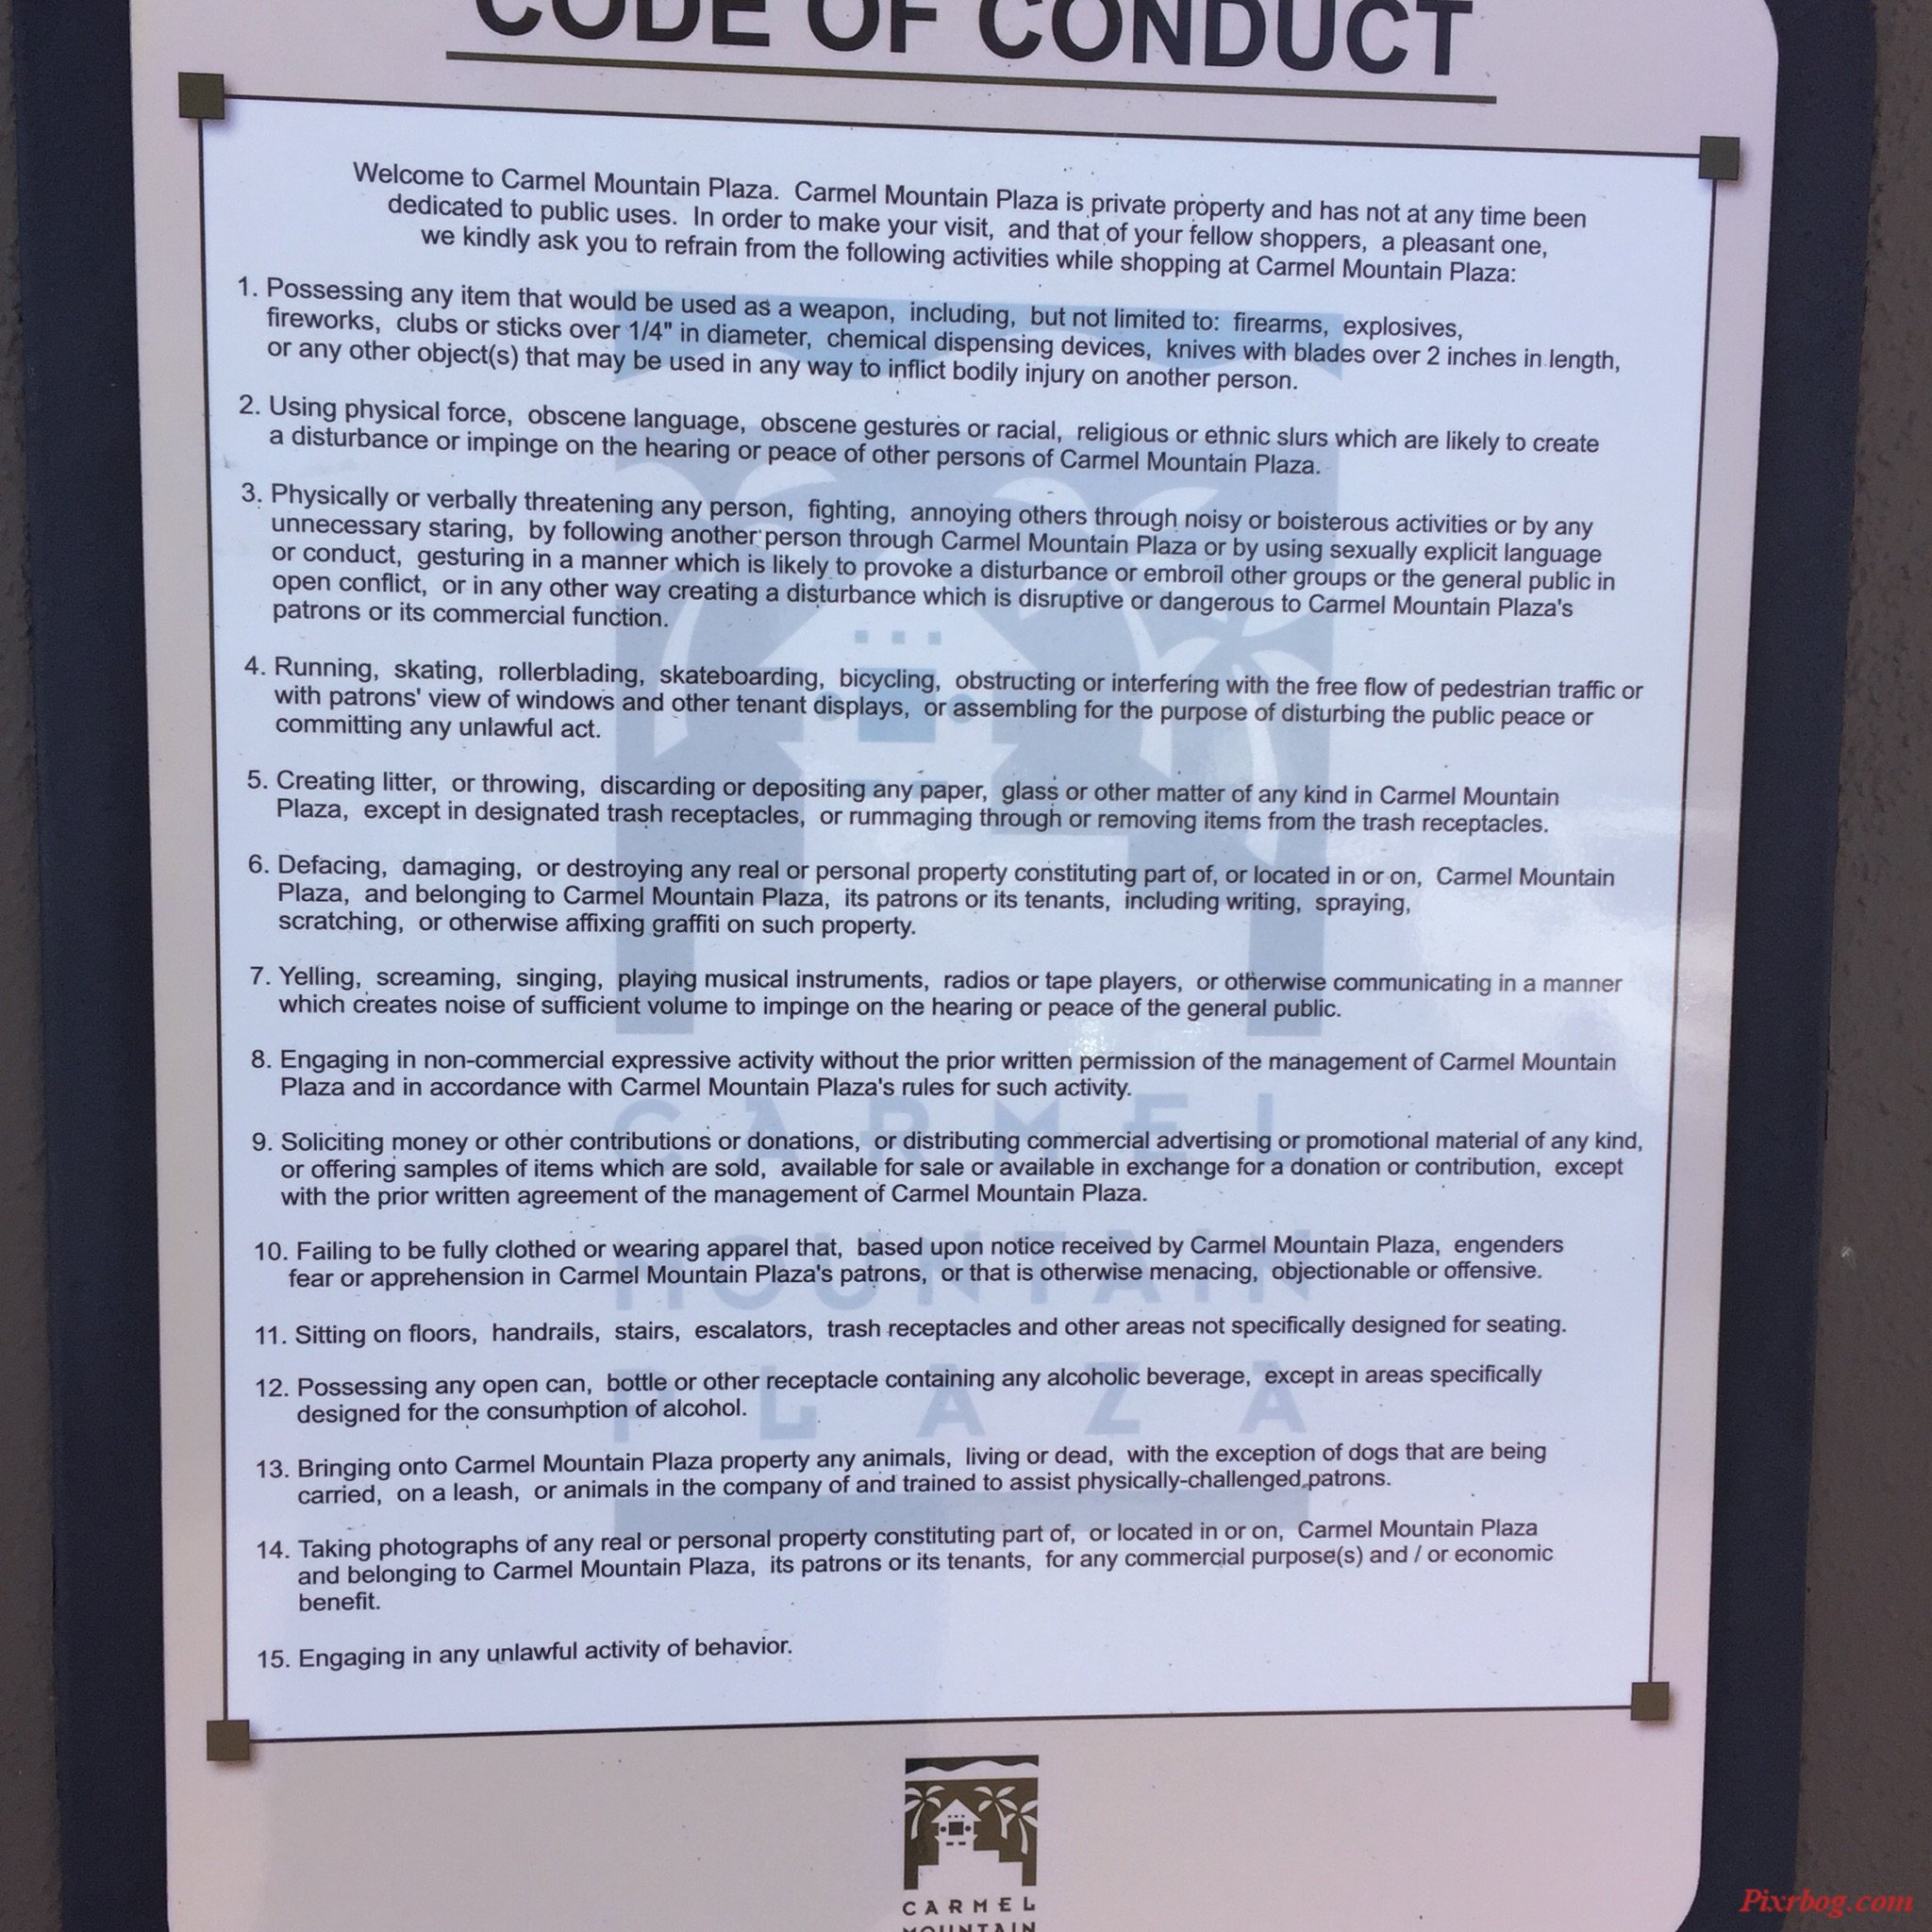 CODE OF CONDUCT
Welcome to Carmel Mountain Plaza. Carmel Mountain Plaza is private property and has not at any time been
dedicated to public uses. In order to make your visit, and that of your fellow shoppers, a pleasant one,
we kindly ask you to refrain from the following activities while shopping at Carmel Mountain Plaza:
1. Possessing any item that would be used as a weapon, including, but not limited to: firearms, explosives,
fireworks, clubs or sticks over 1/4" in diameter, chemical dispensing devices, knives with blades over 2 inches in length,
or any other object(s) that may be used in any way to inflict bodily injury on another person.
2. Using physical force, obscene language, obscene gestures or racial, religious or ethnic slurs which are likely to create
a disturbance or impinge on the hearing or peace of other persons of Carmel Mountain Plaza.
3. Physically or verbally threatening any person, fighting, annoying others through noisy or boisterous activities or by any
unnecessary staring, by following another person through Carmel Mountain Plaza or by using sexually explicit language
or conduct, gesturing in a manner which is likely to provoke a disturbance or embroil other groups or the general public in
open conflict, or in any other way creating a disturbance which is disruptive or dangerous to Carmel Mountain Plaza's
patrons or its commercial function.
4. Running, skating, rollerblading, skateboarding, bicycling, obstructing or interfering with the free flow of pedestrian traffic or
with patrons' view of windows and other tenant displays, or assembling for the purpose of disturbing the public peace or
committing any unlawful act.
5. Creating litter, or throwing, discarding or depositing any paper, glass or other matter of any kind in Carmel Mountain
Plaza, except in designated trash receptacles, or rummaging through or removing items from the trash receptacles.
6. Defacing, damaging, or destroying any real or personal property constituting part of, or located in or on, Carmel Mountain
Plaza, and belonging to Carmel Mountain Plaza, its patrons or its tenants, including writing, spraying,
scratching, or otherwise affixing graffiti on such property.
7. Yelling, screaming, singing, playing musical instruments, radios or tape players, or otherwise communicating in a manner
which creates noise of sufficient volume to impinge on the hearing or peace of the general public.
8. Engaging in non-commercial expressive activity without the prior written permission of the management of Carmel Mountain
Plaza and in accordance with Carmel Mountain Plaza's rules for such activity.
9. Soliciting money or other contributions or donations, or distributing commercial advertising or promotional material of any kind,
or offering samples of items which are sold, available for sale or available in exchange for a donation or contribution, except
with the prior written agreement of the management of Carmel Mountain Plaza.
10. Failing to be fully clothed or wearing apparel that, based upon notice received by Carmel Mountain Plaza, engenders
fear or apprehension in Carmel Mountain Plaza's patrons, or that is otherwise menacing, objectionable or offensive.
11. Sitting on floors, handrails, stairs, escalators, trash receptacles and other areas not specifically designed for seating.
12. Possessing any open can, bottle or other receptacle containing any alcoholic beverage, except in areas specifically
designed for the consumption of alcohol.
13. Bringing onto Carmel Mountain Plaza property any animals, living or dead, with the exception of dogs that are being
carried, on a leash, or animals in the company of and trained to assist physically-challenged patrons.
14. Taking photographs of any real or personal property constituting part of, or located in or on, Carmel Mountain Plaza
and belonging to Carmel Mountain Plaza, its patrons or its tenants, for any commercial purpose(s) and / or economic
benefit.
15. Engaging in any unlawful activity of behavior.
CARMEL
MOUNTAIN
PLAZA
CARMEL
MOUNTAIN
Pixrbog.com